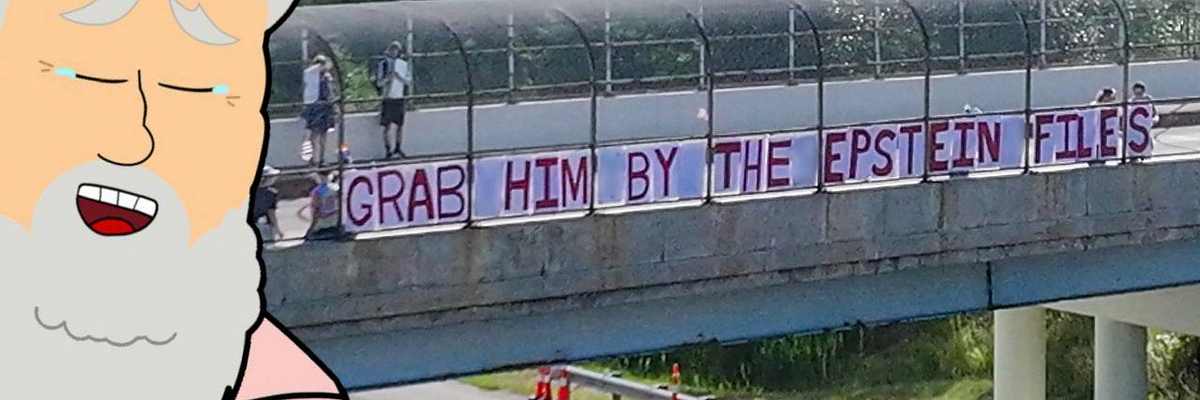 GRAB HIM BY THE EPSTEIN FILES